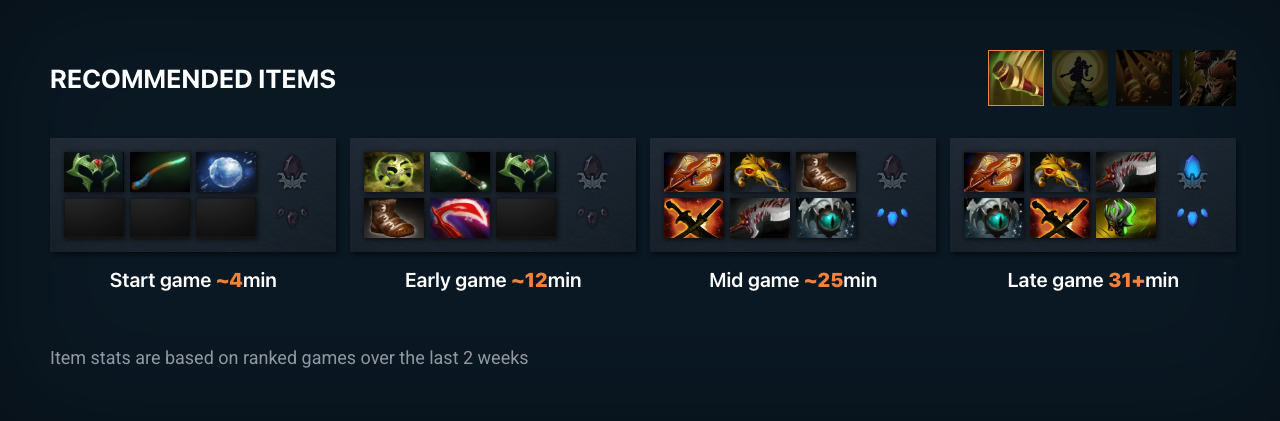 RECOMMENDED ITEMS
Start game ~4min
Early game ~12min
Mid game ~25min
Late game 31+min
Item stats are based on ranked games over the last 2 weeks